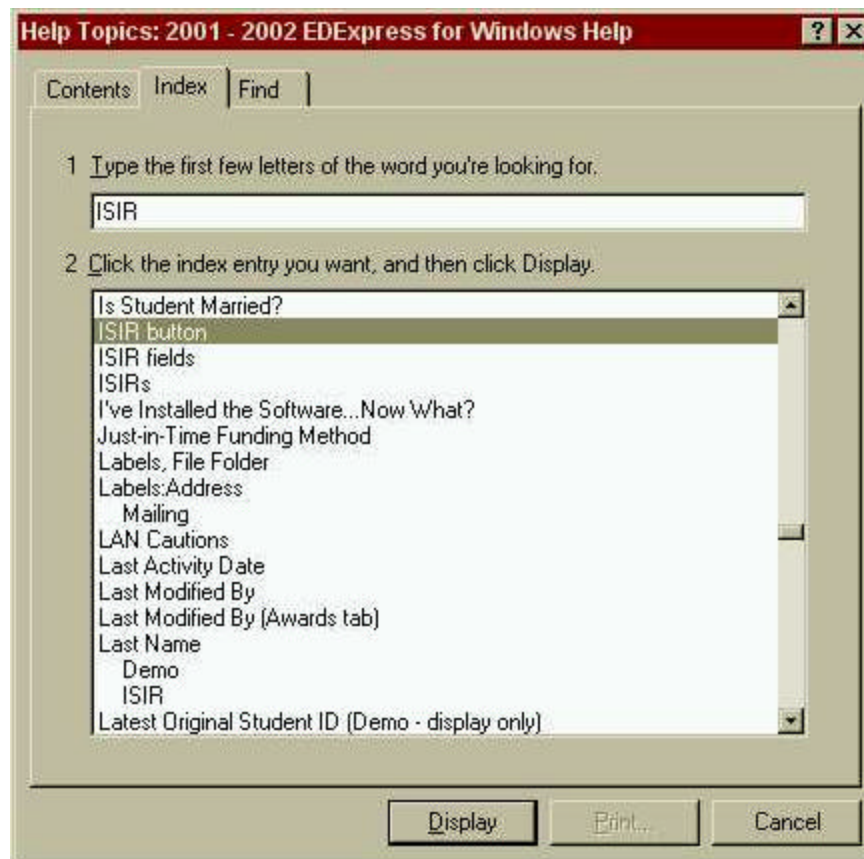 Help Topics: 2001 - 2002 EDExpress for Windows Help
Contents Index Find
1 Type the first few letters of the word you're looking for.
ISIR
2 Click the index entry you want, and then click Display.
Is Student Married?
ISIR button
ISIR fields
ISIRs
I've Installed the Software...Now What?
Just-in-Time Funding Method
Labels, File Folder
Labels:Address
Mailing
LAN Cautions
Last Activity Date
Last Modified By
Last Modified By (Awards tab)
Last Name
Demo
ISIR
Latest Original Student ID (Demo - display only)
Display Print... Cancel